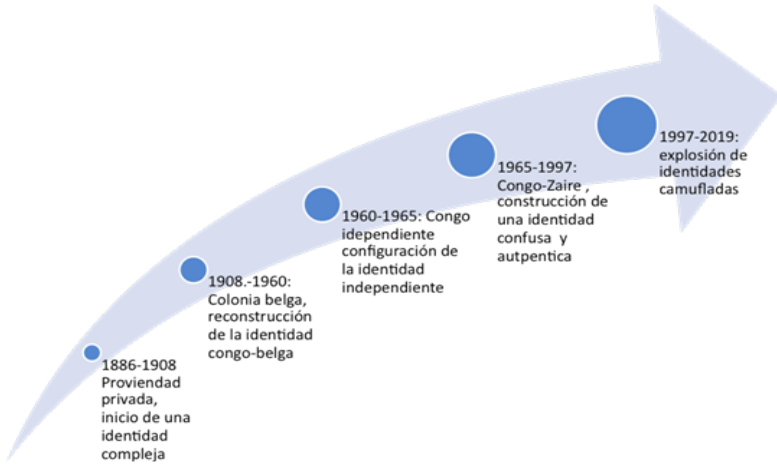 1886-1908
Proviendad
privada,
inicio de una
identidad
compleja
1908.-1960:
Colonia belga,
reconstrucción
de la identidad
congo-belga
1960-1965: Congo
idependiente
configuración de
la identidad
independiente
1965-1997:
Congo-Zaire ,
construcción de
una identidad
confusa y
autpentica
1997-2019:
explosión de
identidades
camufladas